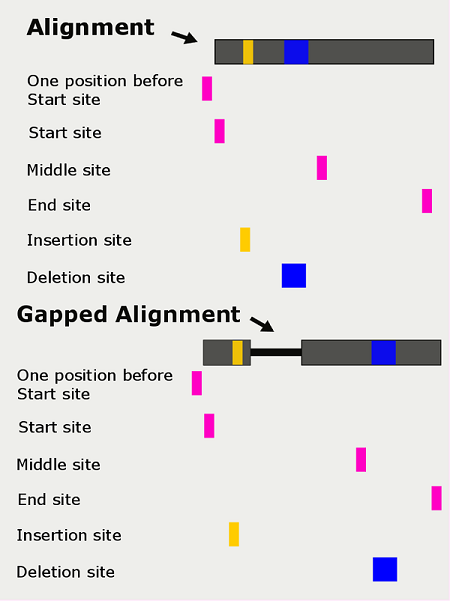 Alignment
One position before
Start site
Start site
Middle site
End site
Insertion site
Deletion site
Gapped Alignment
One position before
Start site
Start site
Middle site
End site
Insertion site
Deletion site